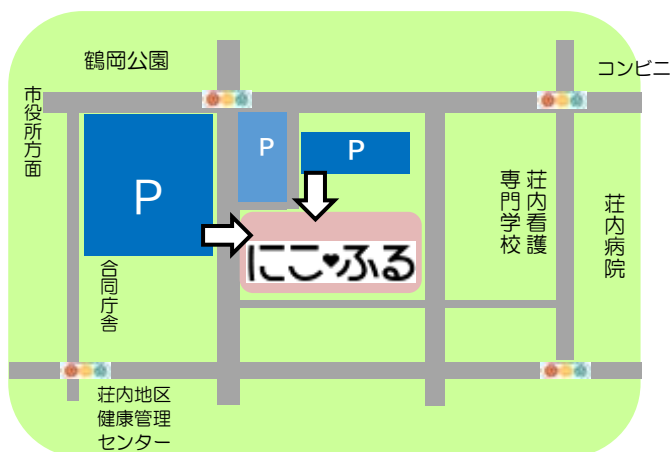 鶴岡公園
コンビニ
市役所方面
P
P
P
荘内看護
専門学校
荘内病院
にこ♥ふる
合同庁舎
荘内地区
健康管理
センター